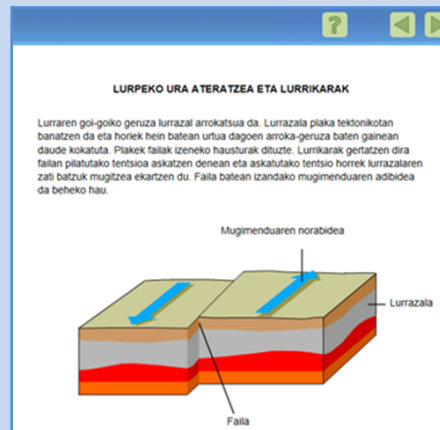 ?
LURPEKO URA ATERATZEA ETA LURRIKARAK
Lurraren goi-goiko geruza lurrazal arrokatsua da. Lurrazala plaka tektonikotan
banatzen da eta horiek hein batean urtua dagoen arroka-geruza baten gainean
daude kokatuta. Plakek failak izeneko hausturak dituzte. Lurrikarak gertatzen dira
failan pilatutako tentsioa askatzen denean eta askatutako tentsio horrek lurrazalaren
zati batzuk mugitzea ekartzen du. Faila batean izandako mugimenduaren adibidea
da beheko hau.
Mugimenduaren norabidea
Lurrazala
Faila